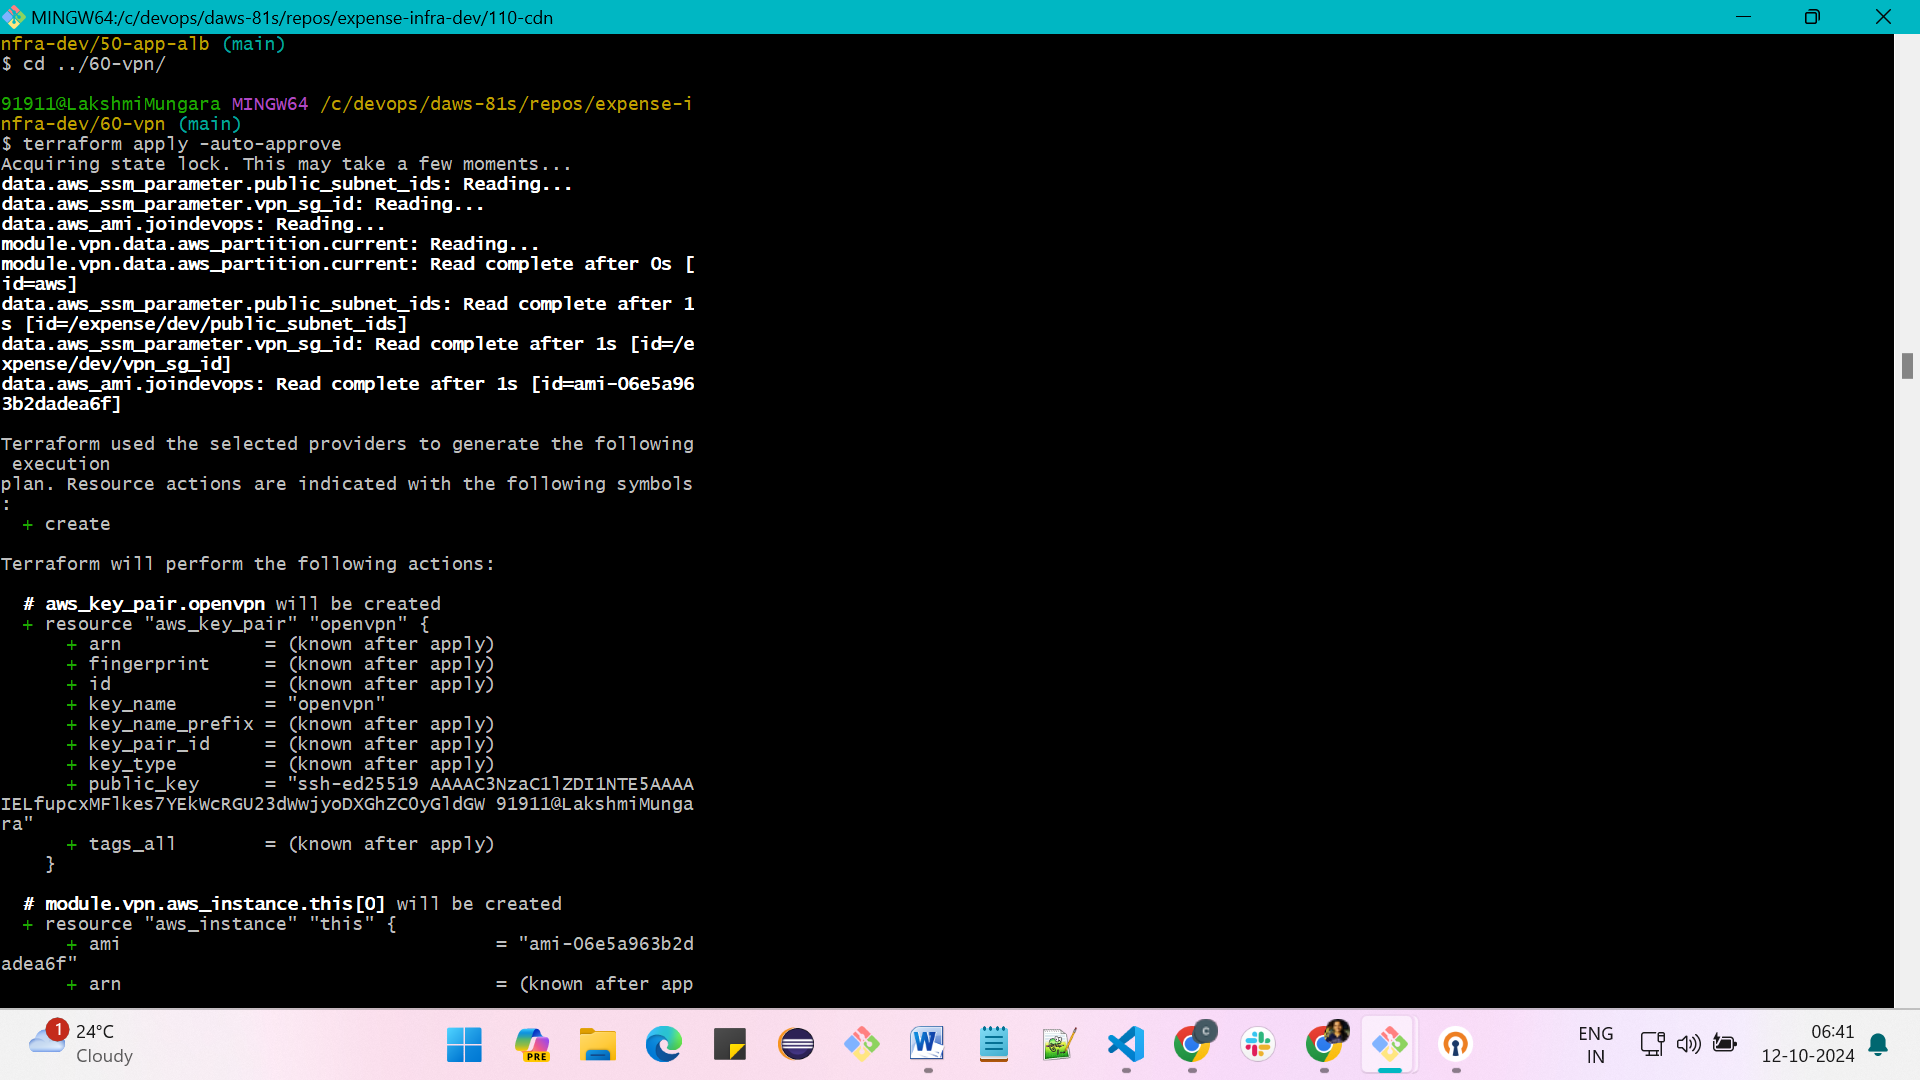 MINGW64:/c/devops/daws-81s/repos/expense-infra-dev/110-cdn
nfra-dev/50-app-alb (main)
$ cd ../60-vpn/
91911@LakshmiMungara MINGW64 /c/devops/daws-81s/repos/expense-i
nfra-dev/60-vpn (main)
$ terraform apply -auto-approve
Acquiring state lock. This may take a few moments...
data.aws_ssm_parameter.public_subnet_ids: Reading...
data.aws_ssm_parameter.vpn_sg_id: Reading...
data.aws_ami.joindevops: Reading...
module.vpn.data.aws_partition.current: Reading...
module.vpn.data.aws_partition.current: Read complete after 0s [
id=aws]
data.aws_ssm_parameter.public_subnet_ids: Read complete after 1
s [id=/expense/dev/public_subnet_ids]
data.aws_ssm_parameter.vpn_sg_id: Read complete after 1s [id=/e
xpense/dev/vpn_sg_id]
data.aws_ami.joindevops: Read complete after 1s [id=ami-06e5a96
3b2dadea6f]
Terraform used the selected providers to generate the following
 execution
plan. Resource actions are indicated with the following symbols
:
  + create
Terraform will perform the following actions:
  # aws_key_pair.openvpn will be created
  + resource "aws_key_pair" "openvpn" {
      + arn             = (known after apply)
      + fingerprint     = (known after apply)
      + id              = (known after apply)
      + key_name        = "openvpn"
      + key_name_prefix = (known after apply)
      + key_pair_id     = (known after apply)
      + key_type        = (known after apply)
      + public_key      = "ssh-ed25519 AAAAC3NzaC1lZDI1NTE5AAAA
IELfupcxMFlkes7YEkWcRGU23dWwjyoDXGhZC0yGldGW 91911@LakshmiMunga
ra"
      + tags_all        = (known after apply)
    }
  # module.vpn.aws_instance.this[0] will be created
  + resource "aws_instance" "this" {
      + ami                                  = "ami-06e5a963b2d
adea6f"
      + arn                                  = (known after app
1
24°C
Cloudy
PRE
W
c
ENG
IN
06:41
12-10-2024